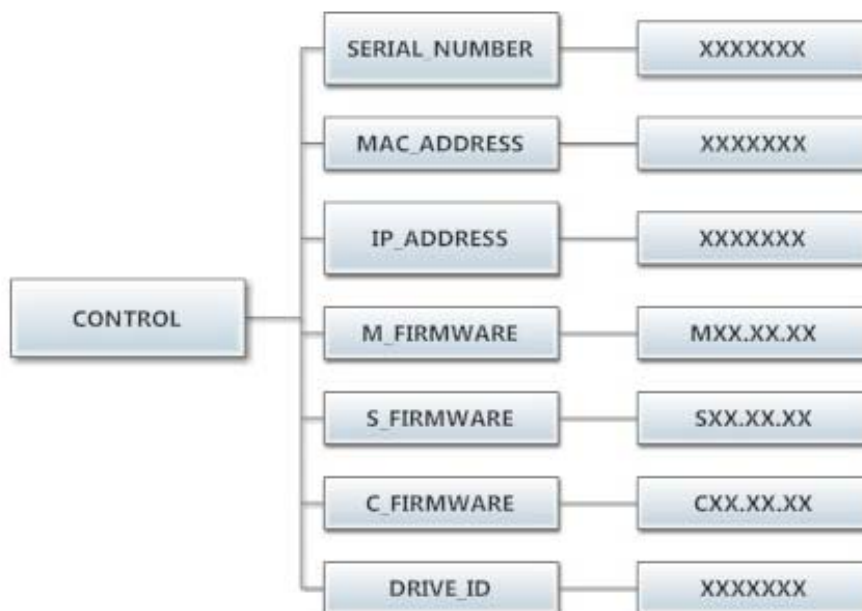 SERIAL_NUMBER XXXXXXX
MAC_ADDRESS XXXXXXX
IP_ADDRESS XXXXXXX
CONTROL
M_FIRMWARE MXX.XX.XX
S_FIRMWARE SXX.XX.XX
C_FIRMWARE CXX.XX.XX
DRIVE_ID XXXXXXX